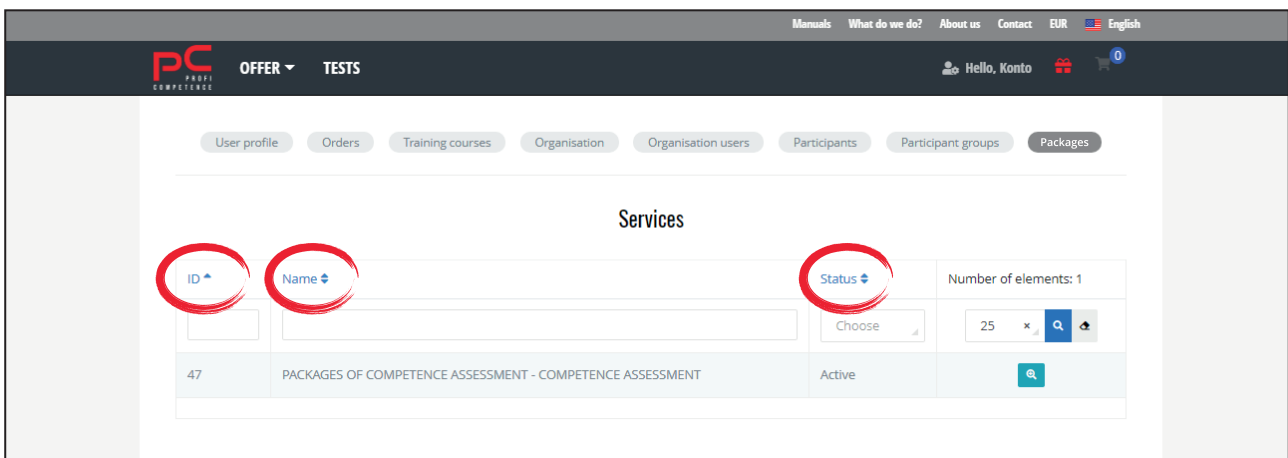 Manuals What do we do? About us Contact EUR English
PC
PROFI
COMPETENCE
OFFER TESTS Hello, Konto 0
User profile Orders Training courses Organisation Organisation users Participants Participant groups Packages
Services
ID Name Status Number of elements: 1
Choose 25 ×
47 PACKAGES OF COMPETENCE ASSESSMENT - COMPETENCE ASSESSMENT Active